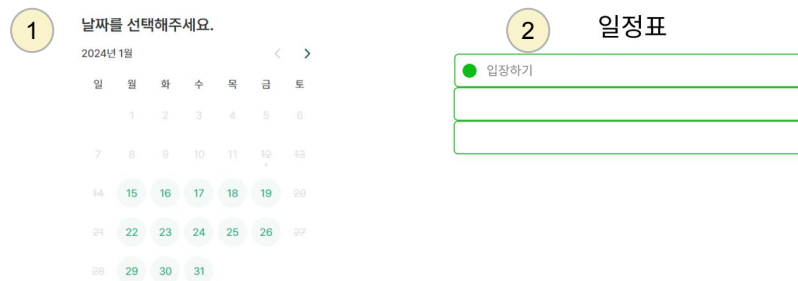 1
날짜를 선택해주세요.
2024년 1월
일 월 화 수 목 금 토
1 2 3 4 5 6
7 8 9 10 11 12 13
14 15 16 17 18 19 20
21 22 23 24 25 26 27
28 29 30 31
2
일정표
입장하기